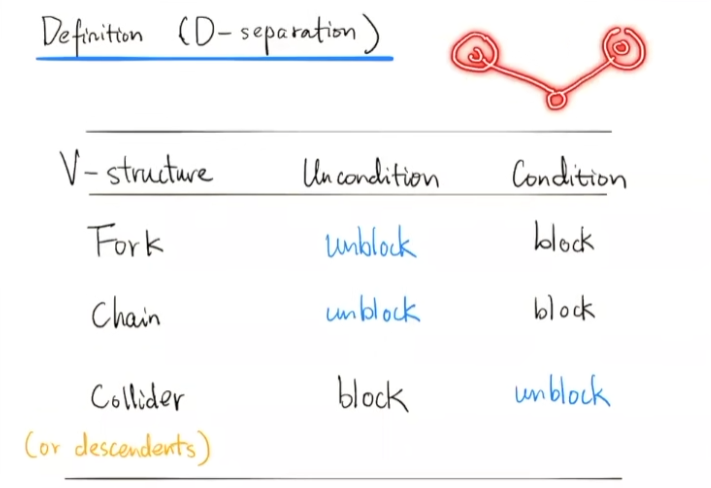 Definition (D-separation)
V-structure Uncondition Condition
Fork unblock block
Chain unblock block
Collider block unblock
(or descendents)